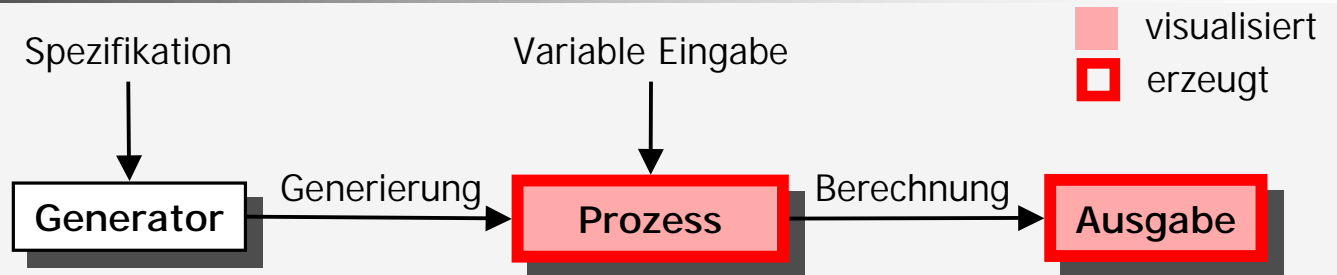 Spezifikation
Variable Eingabe
visualisiert
erzeugt
Generator
Generierung
Prozess
Berechnung
Ausgabe